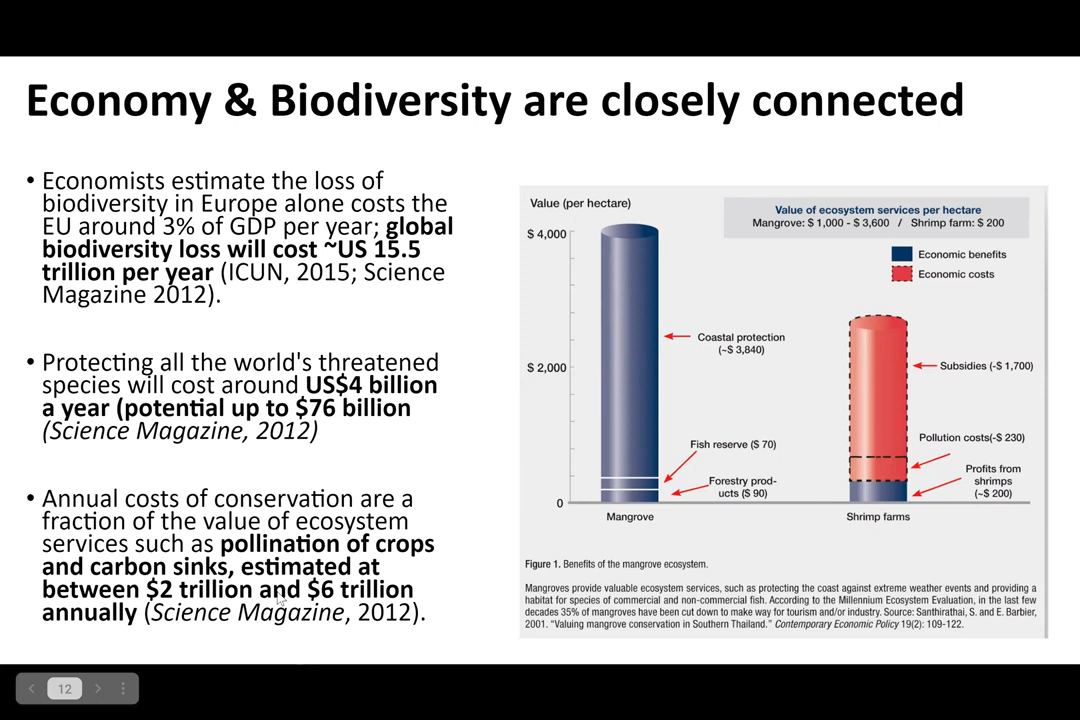 Economy & Biodiversity are closely connected
• Economists estimate the loss of
biodiversity in Europe alone costs the
EU around 3% of GDP per year; global
biodiversity loss will cost ~US 15.5
trillion per year (ICUN, 2015; Science
Magazine 2012).
• Protecting all the world's threatened
species will cost around US$4 billion
a year (potential up to $76 billion
(Science Magazine, 2012)
• Annual costs of conservation are a
fraction of the value of ecosystem
services such as pollination of crops
and carbon sinks, estimated at
between $2 trillion and $6 trillion
annually (Science Magazine, 2012).
Value (per hectare)
Value of ecosystem services per hectare
Mangrove: $ 1,000 - $ 3,600 / Shrimp farm: $ 200
$ 4,000
Economic benefits
Economic costs
Coastal protection
(~$ 3,840)
$ 2,000
Subsidies (-$ 1,700)
Fish reserve ($ 70)
Pollution costs(-$ 230)
Forestry prod-
ucts ($ 90)
Profits from
shrimps
(~$ 200)
0
Mangrove
Shrimp farms
Figure 1. Benefits of the mangrove ecosystem.
Mangroves provide valuable ecosystem services, such as protecting the coast against extreme weather events and providing a
habitat for species of commercial and non-commercial fish. According to the Millennium Ecosystem Evaluation, in the last few
decades 35% of mangroves have been cut down to make way for tourism and/or industry. Source: Santhirathai, S. and E. Barbier,
2001. “Valuing mangrove conservation in Southern Thailand.” Contemporary Economic Policy 19(2): 109-122.
12